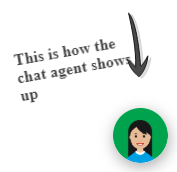 This is how the
chat agent shows
up